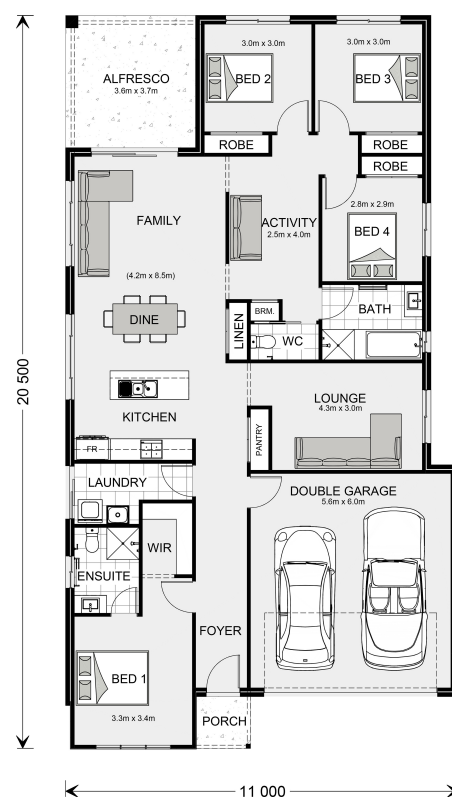 3.0m x 3.0m
3.0m x 3.0m
ALFRESCO
3.6m x 3.7m
BED 2
BED 3
ROBE
ROBE
ROBE
2.8m x 2.9m
FAMILY
ACTIVITY
2.5m x 4.0m
BED 4
(4.2m x 8.5m)
BRM.
BATH
DINE
LINEN
WC
20 500
LOUNGE
4.3m x 3.0m
KITCHEN
PANTRY
FR
LAUNDRY
DOUBLE GARAGE
5.6m x 6.0m
WIR
ENSUITE
FOYER
BED 1
3.3m x 3.4m
PORCH
11 000